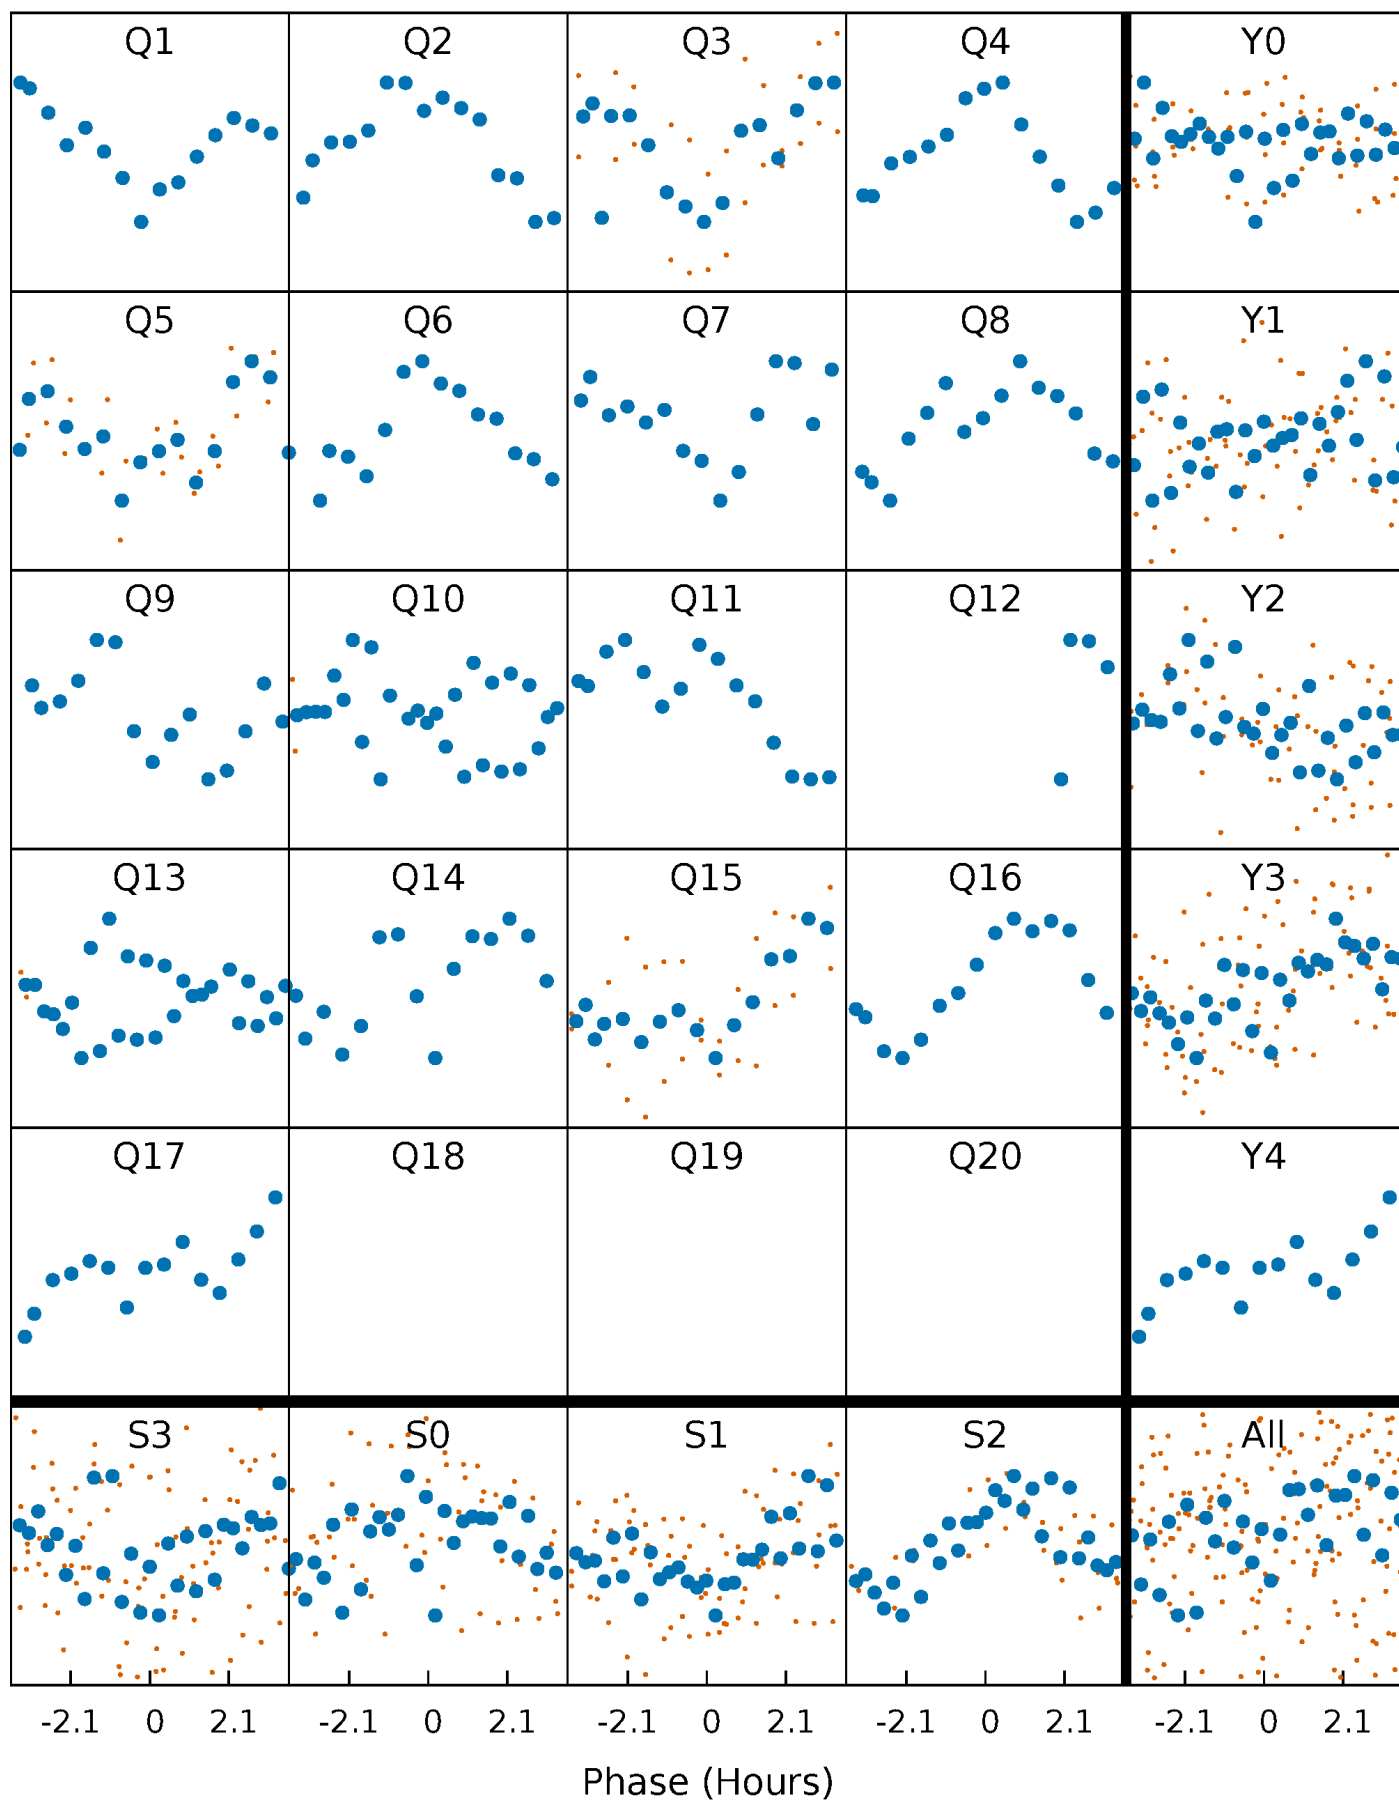 Q1 Q2 Q3 Q4 Y0
Q5 Q6 Q7 Q8 Y1
Q9 Q10 Q11 Q12 Y2
Q13 Q14 Q15 Q16 Y3
Q17 Q18 Q19 Q20 Y4
S3 S0 S1 S2 All
-2.1 0 2.1 -2.1 0 2.1 -2.1 0 2.1 -2.1 0 2.1 -2.1 0 2.1
Phase (Hours)